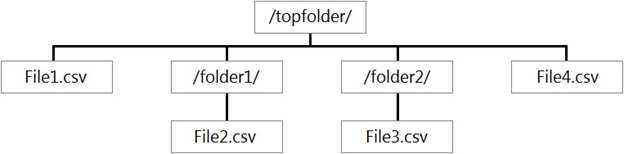 /topfolder/
File1.csv
/folder1/
/folder2/
File4.csv
File2.csv
File3.csv